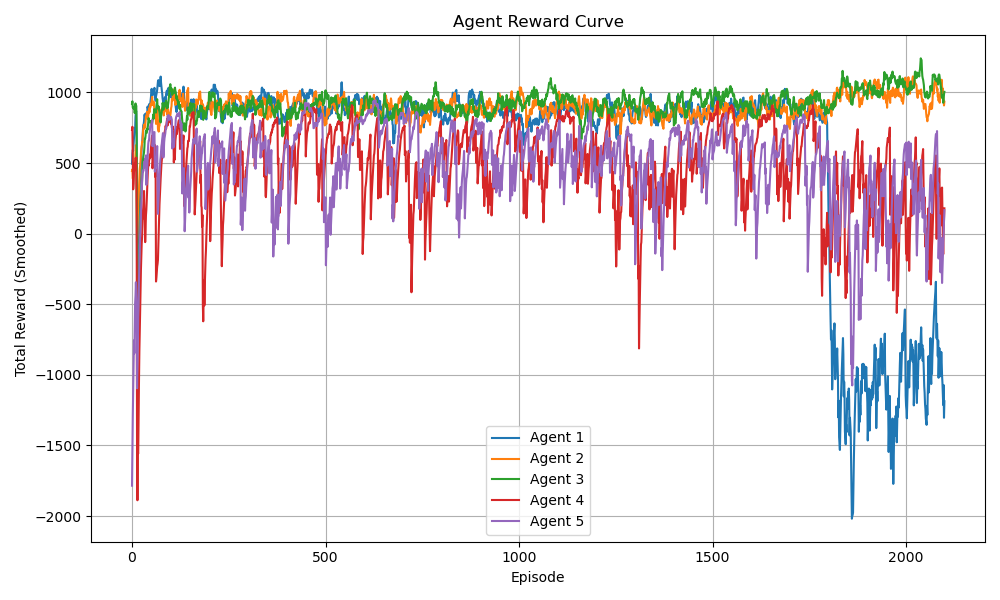 Agent Reward Curve
Total Reward (Smoothed)
1000
500
0
−500
−1000
−1500
−2000
Agent 1
Agent 2
Agent 3
Agent 4
Agent 5
0 500 1000 1500 2000
Episode